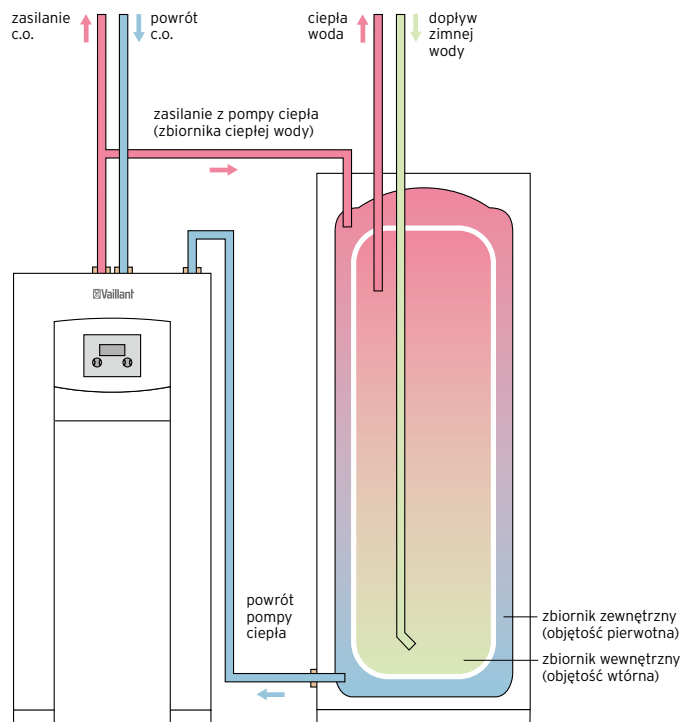 zasilanie
c.o.
powrót
c.o.
ciepła
woda
dopływ
zimnej
wody
zasilanie z pompy ciepła
(zbiornika ciepłej wody)
Vaillant
powrót
pompy
ciepła
zbiornik zewnętrzny
(objętość pierwotna)
zbiornik wewnętrzny
(objętość wtórna)